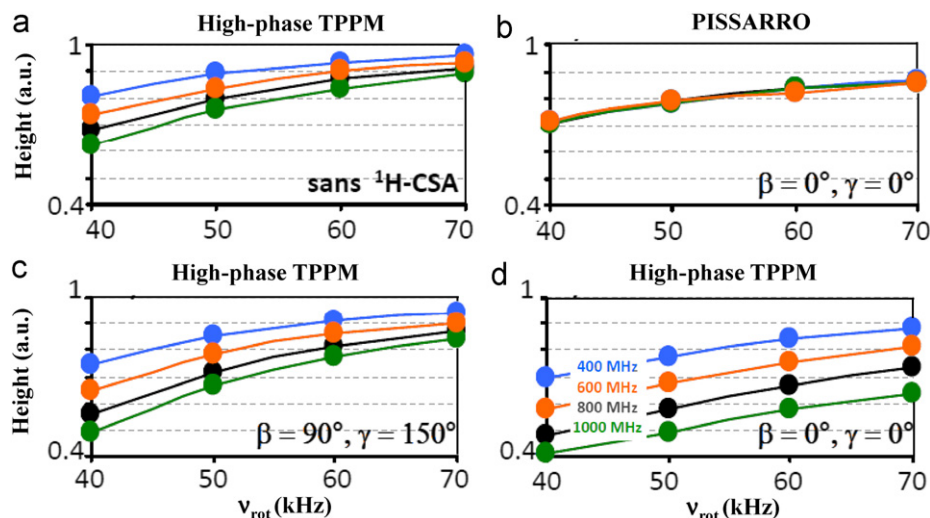 a
High-phase TPPM
1
Height (a.u.)
sans ¹H-CSA
0.4
40 50 60 70
b
PISSARRO
1
β = 0°, γ = 0°
0.4
40 50 60 70
c
High-phase TPPM
1
Height (a.u.)
β = 90°, γ = 150°
0.4
40 50 60 70
νrot (kHz)
d
High-phase TPPM
1
400 MHz
600 MHz
800 MHz
1000 MHz
β = 0°, γ = 0°
0.4
40 50 60 70
νrot (kHz)